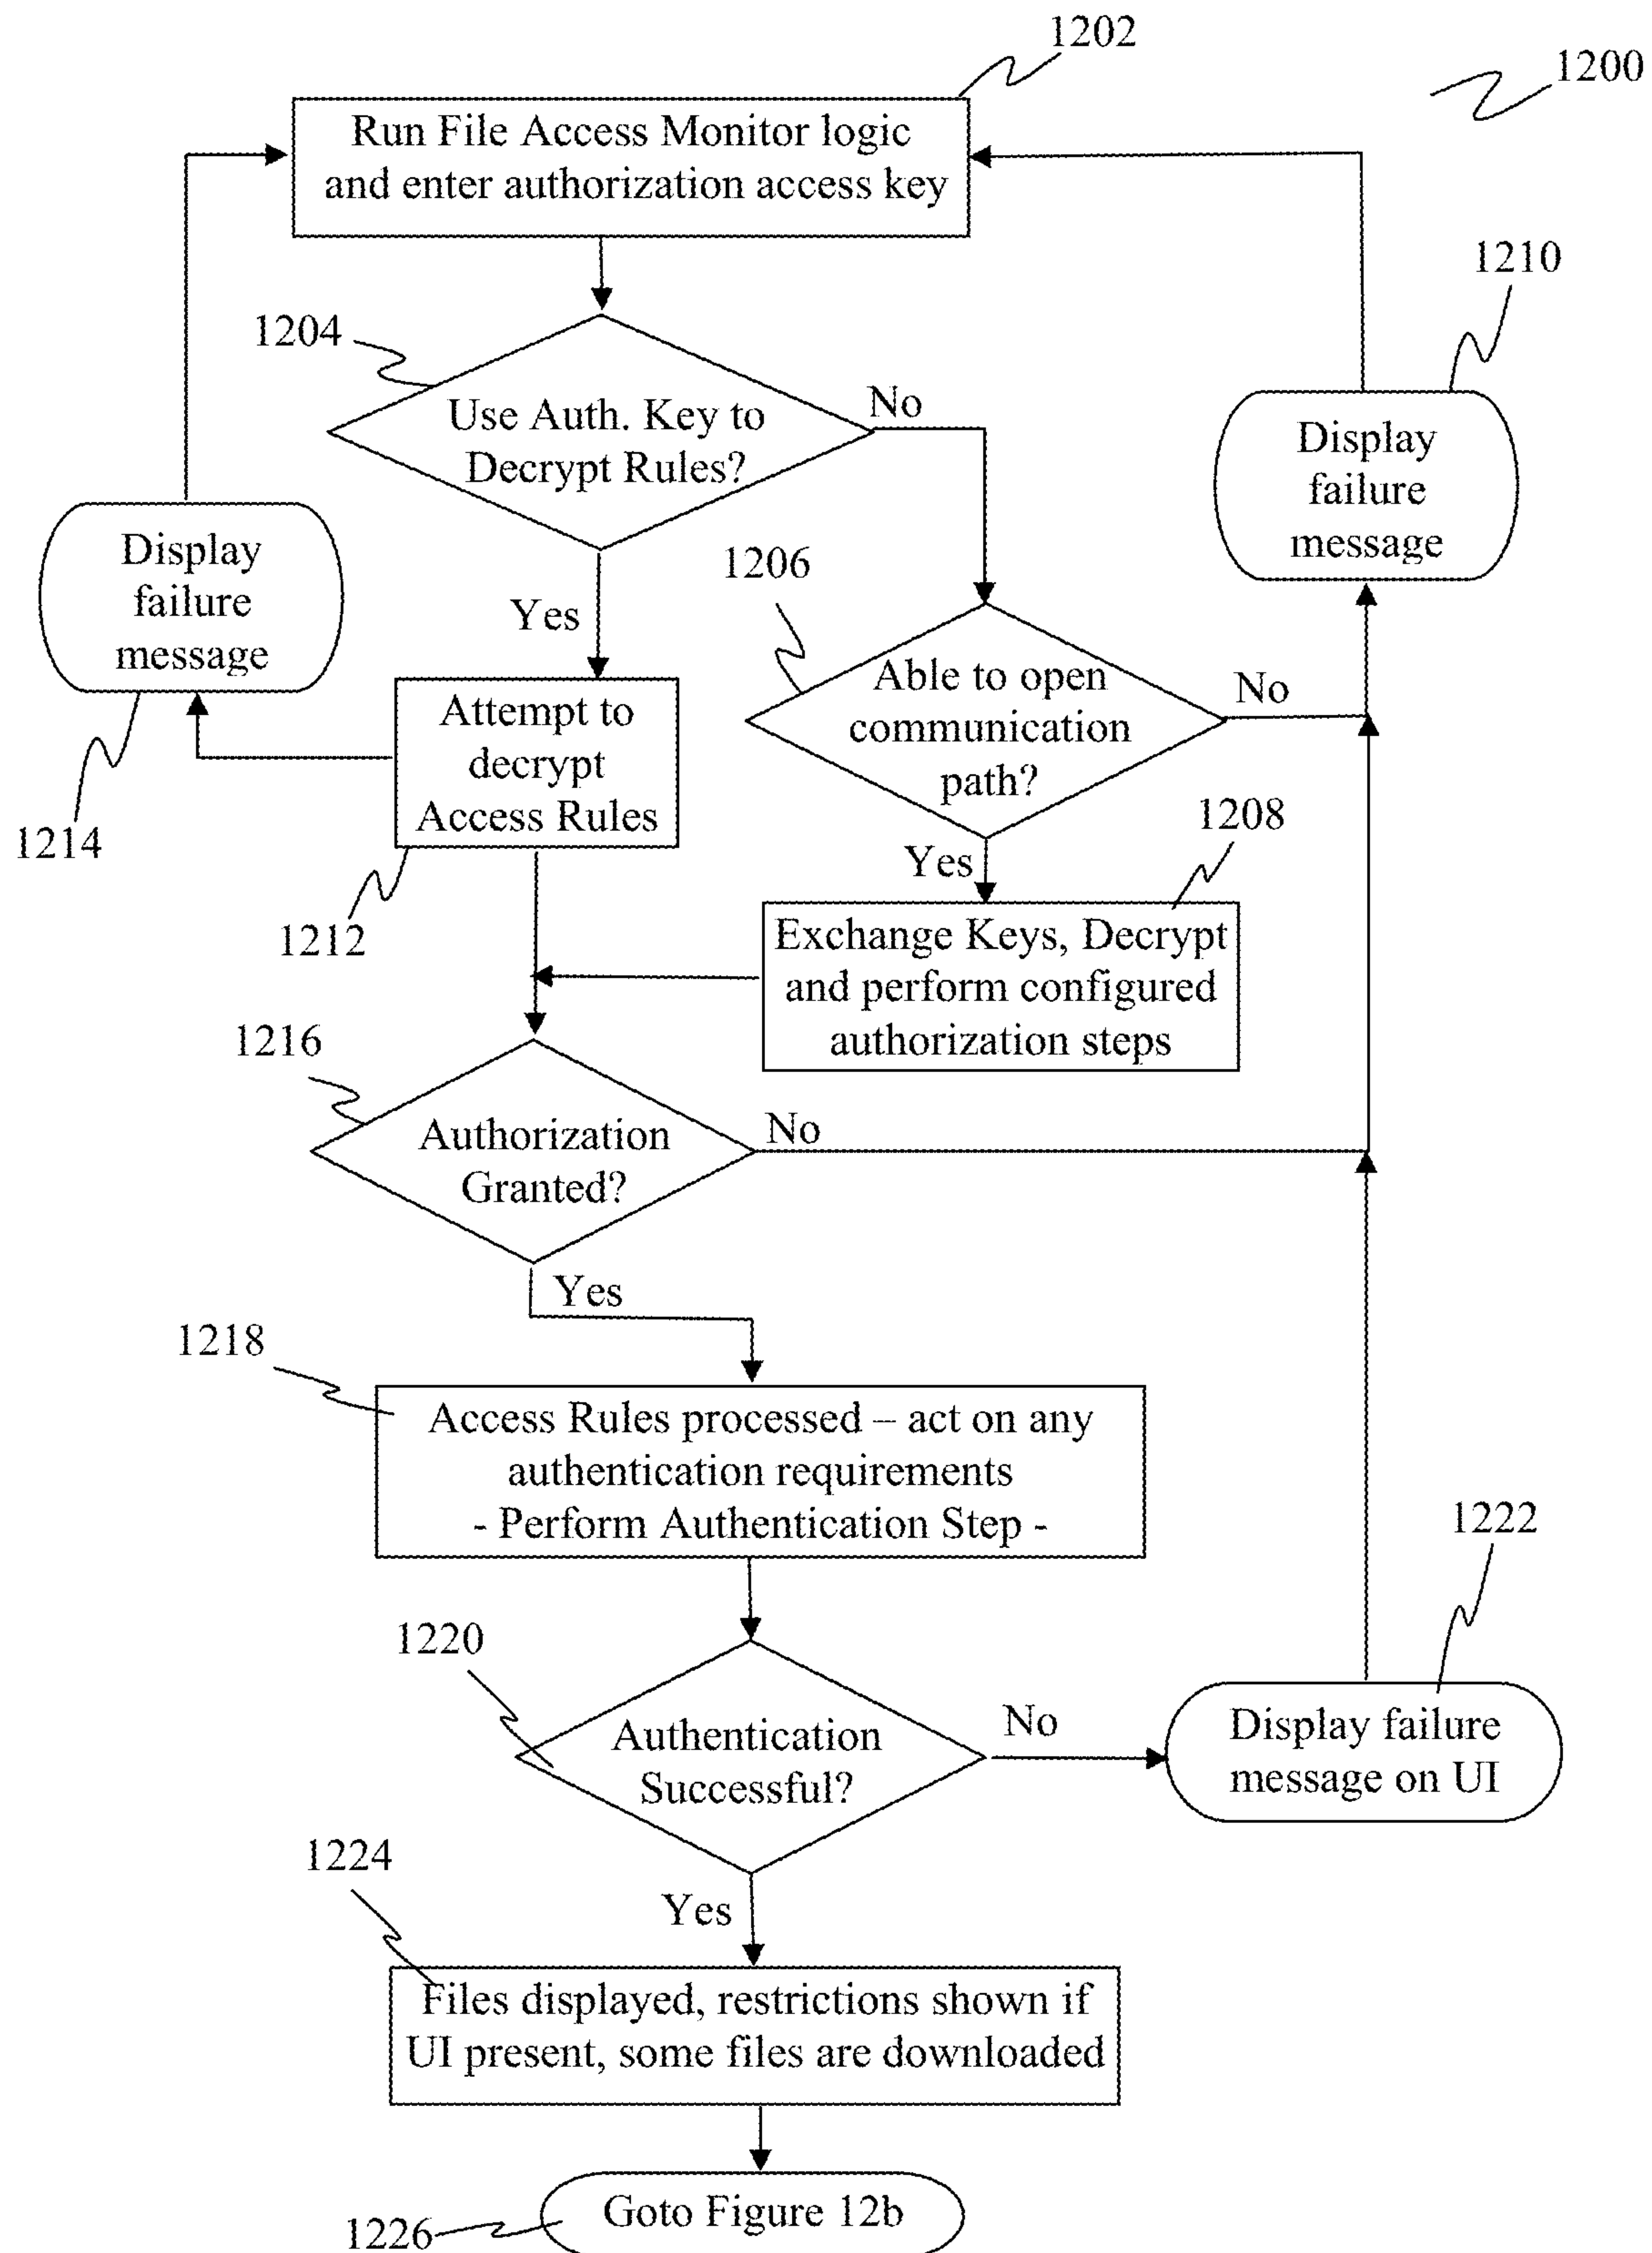 1202
1200
Run File Access Monitor logic
and enter authorization access key
1210
1204
Use Auth. Key to
Decrypt Rules?
No
Display
failure
message
Display
failure
message
1214
Yes
1206
Able to open
communication
path?
No
Attempt to
decrypt
Access Rules
1212
Yes
1208
Exchange Keys, Decrypt
and perform configured
authorization steps
1216
Authorization
Granted?
No
Yes
1218
Access Rules processed – act on any
authentication requirements
- Perform Authentication Step -
1222
1220
Authentication
Successful?
No
Display failure
message on UI
1224
Yes
Files displayed, restrictions shown if
UI present, some files are downloaded
Goto Figure 12b
1226